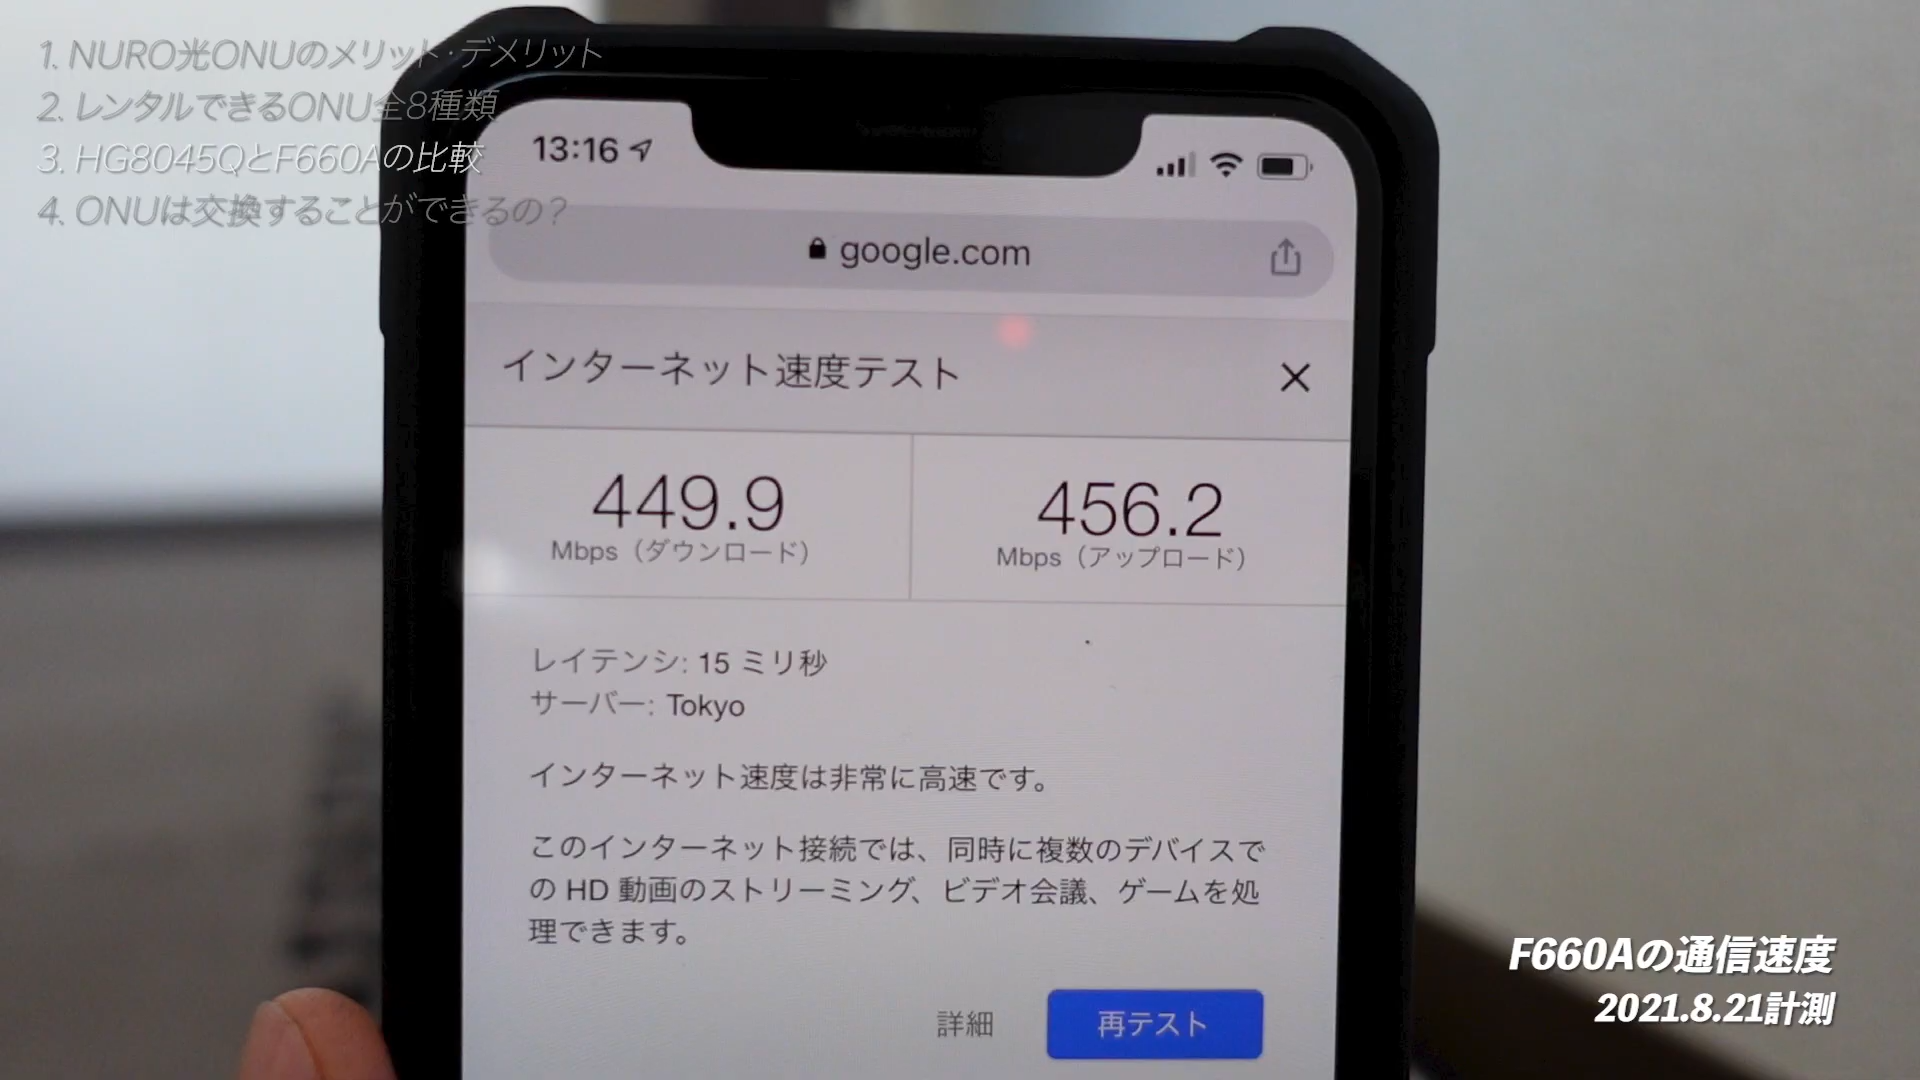 1. NURO光ONUのメリット・デメリット
2. レンタルできるONU全8種類
3. HG8045QとF660Aの比較
4. ONUは交換することができるの？
13:16
google.com
インターネット速度テスト
449.9
Mbps（ダウンロード）
456.2
Mbps（アップロード）
レイテンシ: 15 ミリ秒
サーバー: Tokyo
インターネット速度は非常に高速です。
このインターネット接続では、同時に複数のデバイスで
の HD 動画のストリーミング、ビデオ会議、ゲームを処
理できます。
詳細
再テスト
F660Aの通信速度
2021.8.21計測